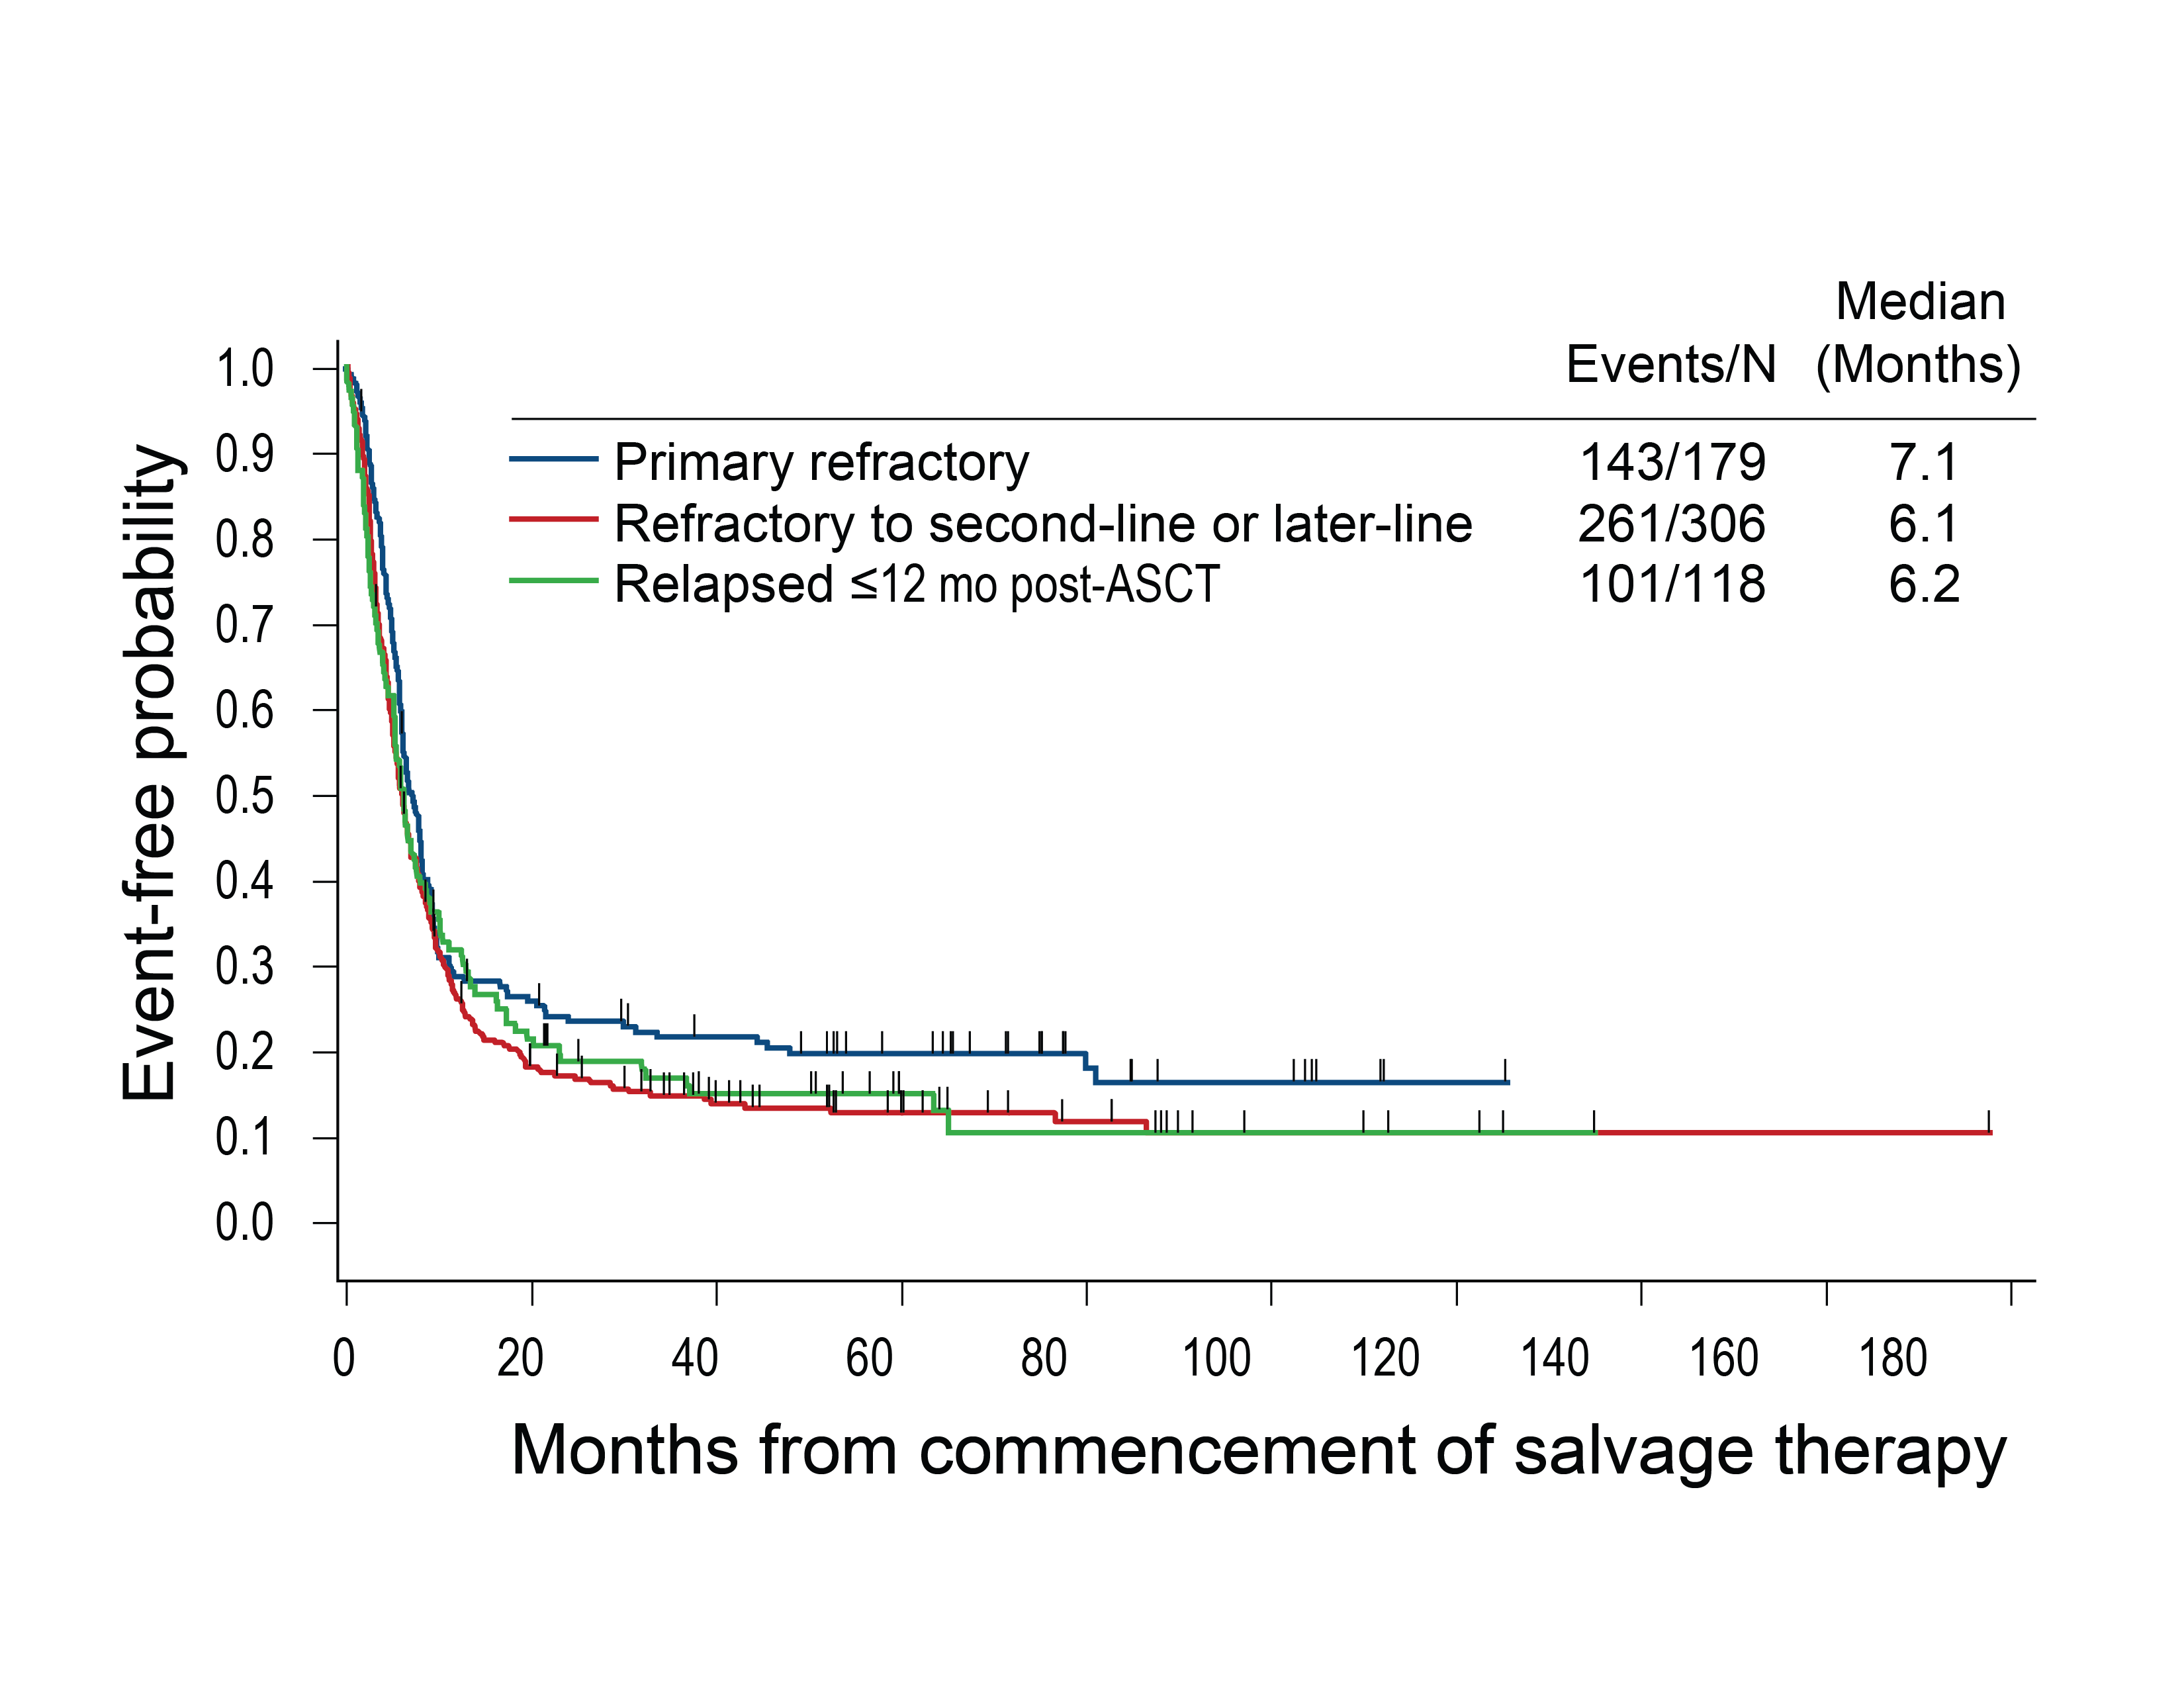 Median
Events/N (Months)
Primary refractory 143/179 7.1
Refractory to second-line or later-line 261/306 6.1
Relapsed ≤12 mo post-ASCT 101/118 6.2
Event-free probability
1.0
0.9
0.8
0.7
0.6
0.5
0.4
0.3
0.2
0.1
0.0
0 20 40 60 80 100 120 140 160 180
Months from commencement of salvage therapy